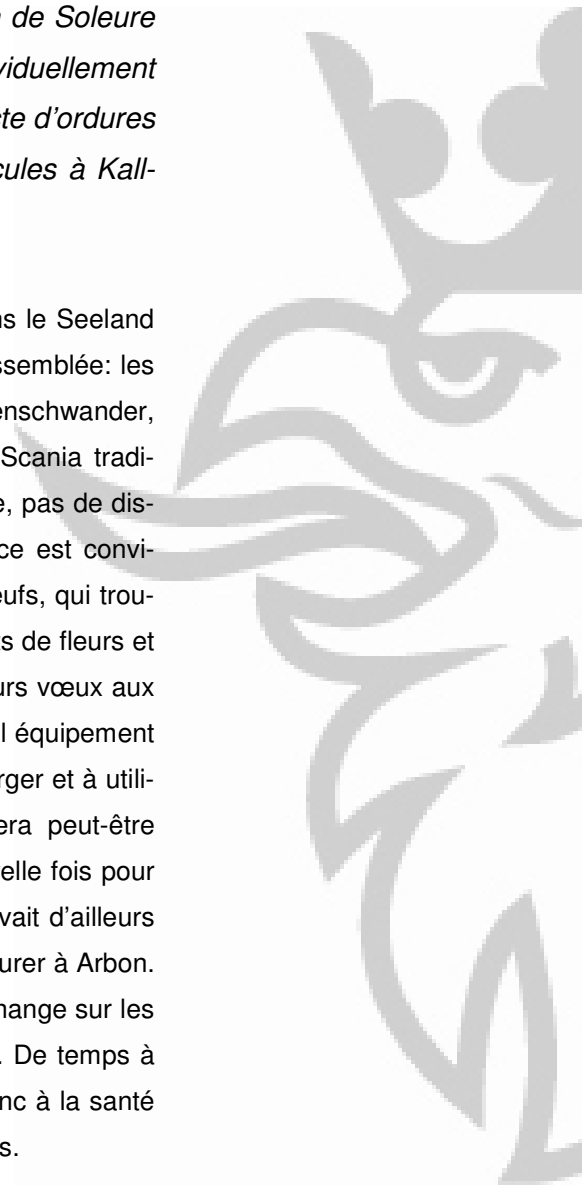 de Soleure
viduellement
cte d'ordures
cules à Kall-
ns le Seeland
ssemblée: les
enschwander,
Scania tradi-
e, pas de dis-
ce est convi-
eufs, qui trou-
ts de fleurs et
urs vœux aux
l équipement
rger et à utili-
era peut-être
elle fois pour
vait d'ailleurs
urer à Arbon.
hange sur les
. De temps à
nc à la santé
s.